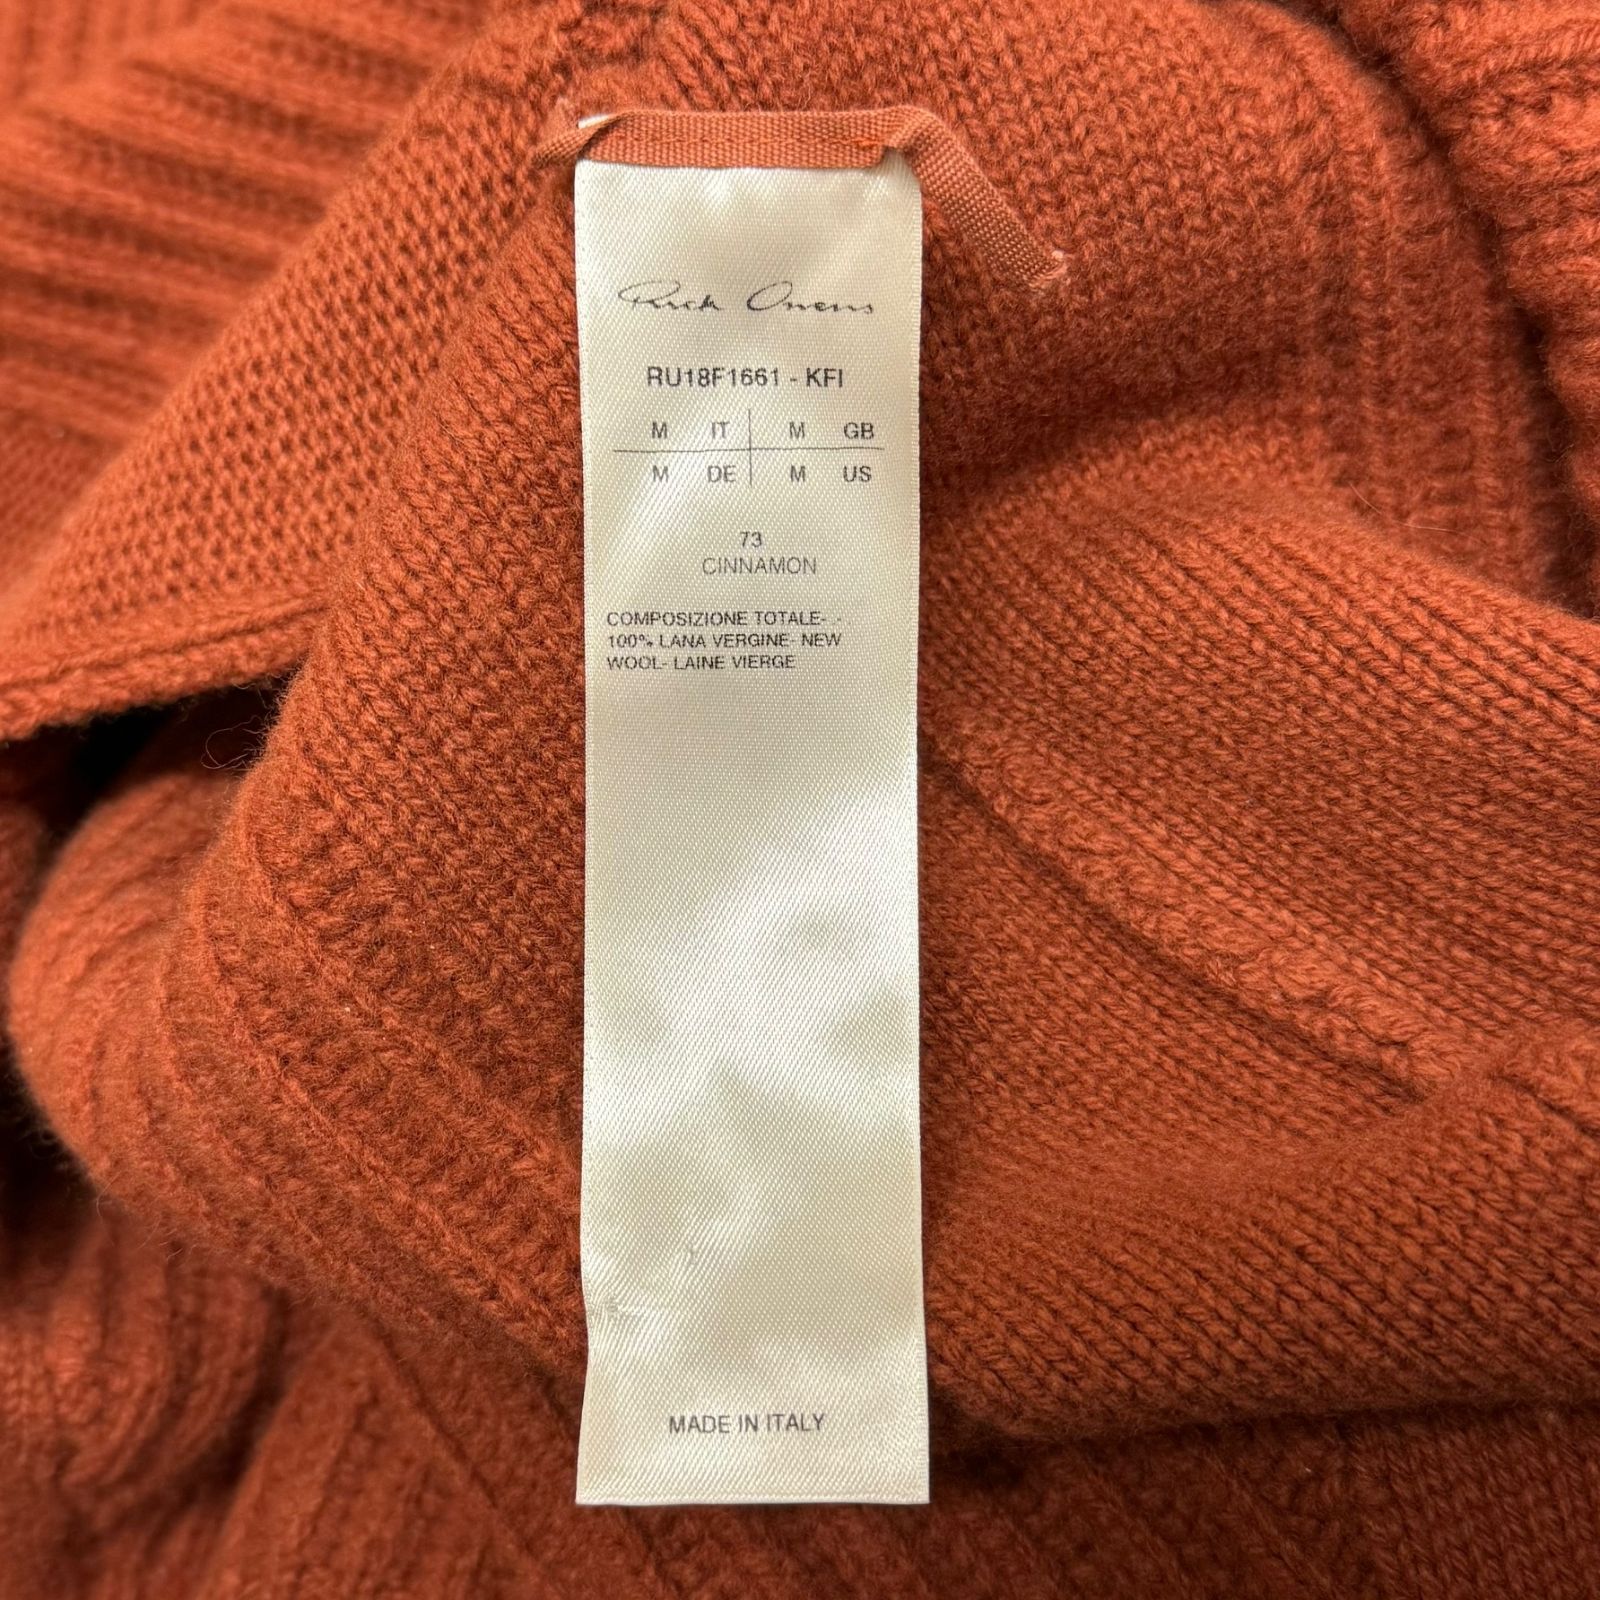 Rick Owens
RU18F1661 - KFI
M IT M GB
M DE M US
73
CINNAMON
COMPOSIZIONE TOTALE- -
100% LANA VERGINE- NEW
WOOL- LAINE VIERGE
MADE IN ITALY